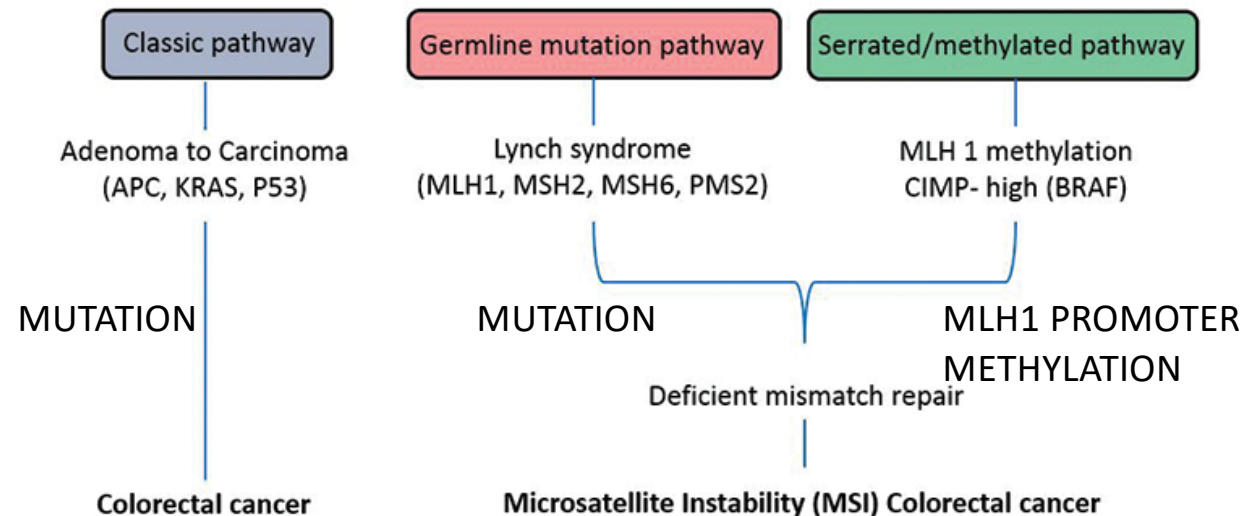 Classic pathway
Germline mutation pathway
Serrated/methylated pathway
Adenoma to Carcinoma
(APC, KRAS, P53)
Lynch syndrome
(MLH1, MSH2, MSH6, PMS2)
MLH 1 methylation
CIMP- high (BRAF)
MUTATION
MUTATION
MLH1 PROMOTER
METHYLATION
Deficient mismatch repair
Colorectal cancer
Microsatellite Instability (MSI) Colorectal cancer